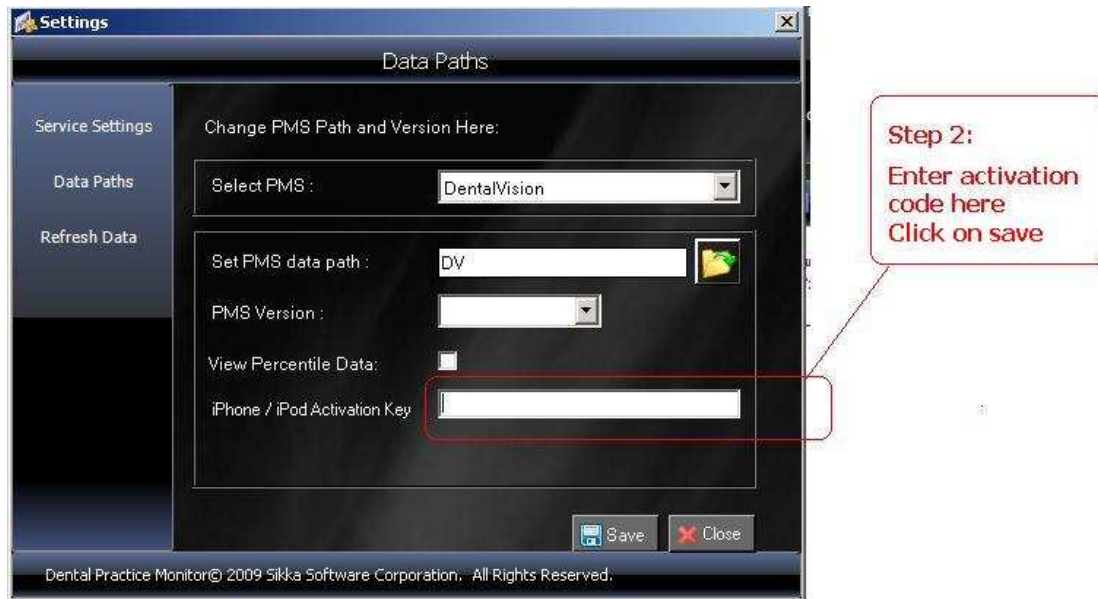 Settings
Data Paths
Service Settings
Data Paths
Refresh Data
Change PMS Path and Version Here:
Select PMS :
DentalVision
Set PMS data path :
DV
PMS Version :
View Percentile Data:
iPhone / iPod Activation Key
Save
Close
Dental Practice Monitor© 2009 Sikka Software Corporation. All Rights Reserved.
Step 2:
Enter activation
code here
Click on save